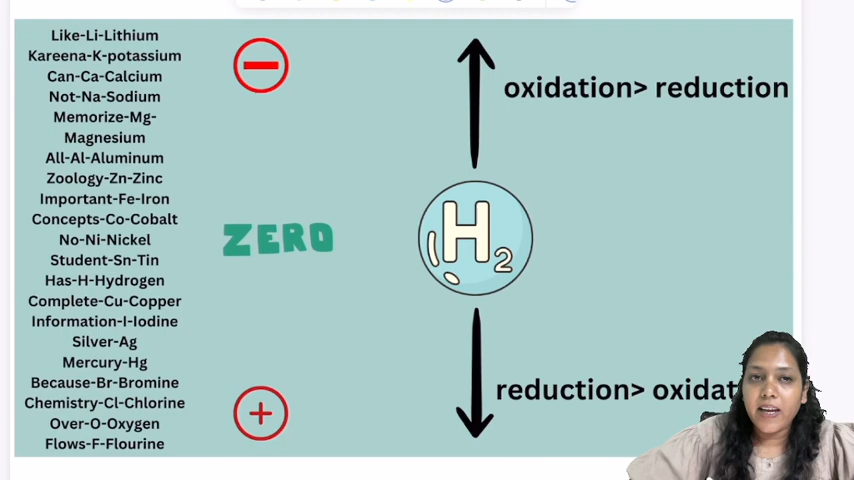 Like-Li-Lithium
Kareena-K-potassium
Can-Ca-Calcium
Not-Na-Sodium
Memorize-Mg-
Magnesium
All-Al-Aluminum
Zoology-Zn-Zinc
Important-Fe-Iron
Concepts-Co-Cobalt
No-Ni-Nickel
Student-Sn-Tin
Has-H-Hydrogen
Complete-Cu-Copper
Information-I-Iodine
Silver-Ag
Mercury-Hg
Because-Br-Bromine
Chemistry-Cl-Chlorine
Over-O-Oxygen
Flows-F-Flourine
ZERO
oxidation> reduction
H2
reduction> oxidat